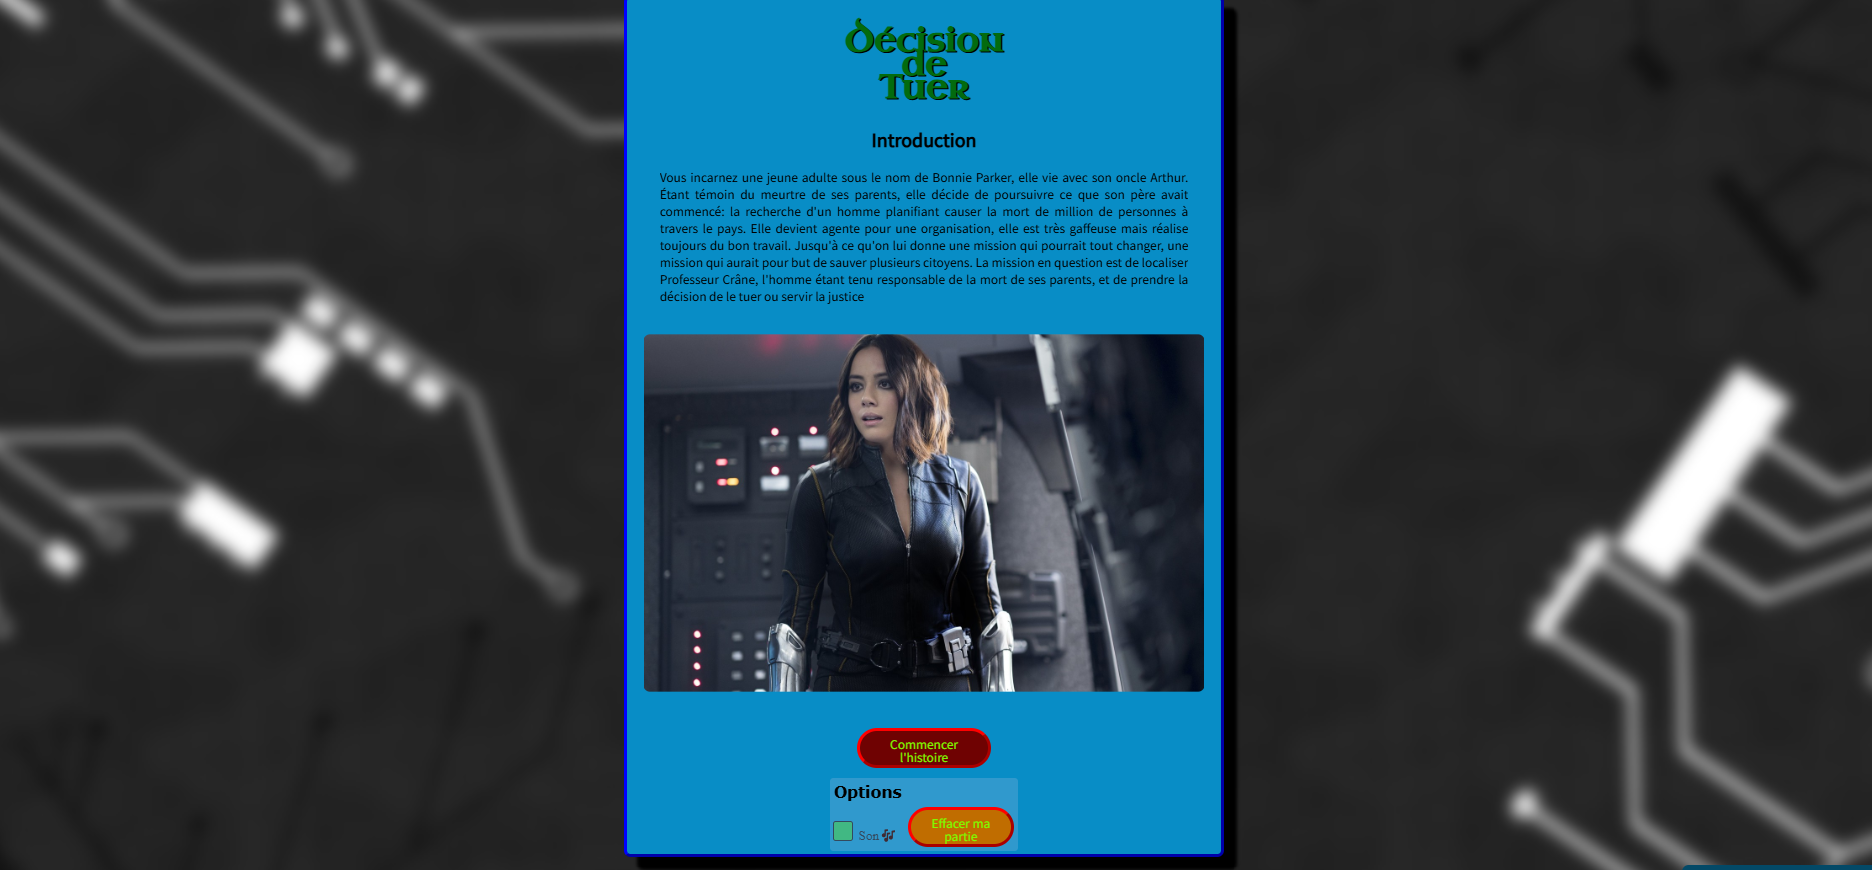 Décision
de
Tuer
Introduction
Vous incarnez une jeune adulte sous le nom de Bonnie Parker, elle vie avec son oncle Arthur.
Étant témoin du meurtre de ses parents, elle décide de poursuivre ce que son père avait
commencé: la recherche d'un homme planifiant causer la mort de million de personnes à
travers le pays. Elle devient agente pour une organisation, elle est très gaffeuse mais réalise
toujours du bon travail. Jusqu'à ce qu'on lui donne une mission qui pourrait tout changer, une
mission qui aurait pour but de sauver plusieurs citoyens. La mission en question est de localiser
Professeur Crâne, l'homme étant tenu responsable de la mort de ses parents, et de prendre la
décision de le tuer ou servir la justice
Commencer
l'histoire
Options
Son 🎶
Effacer ma
partie